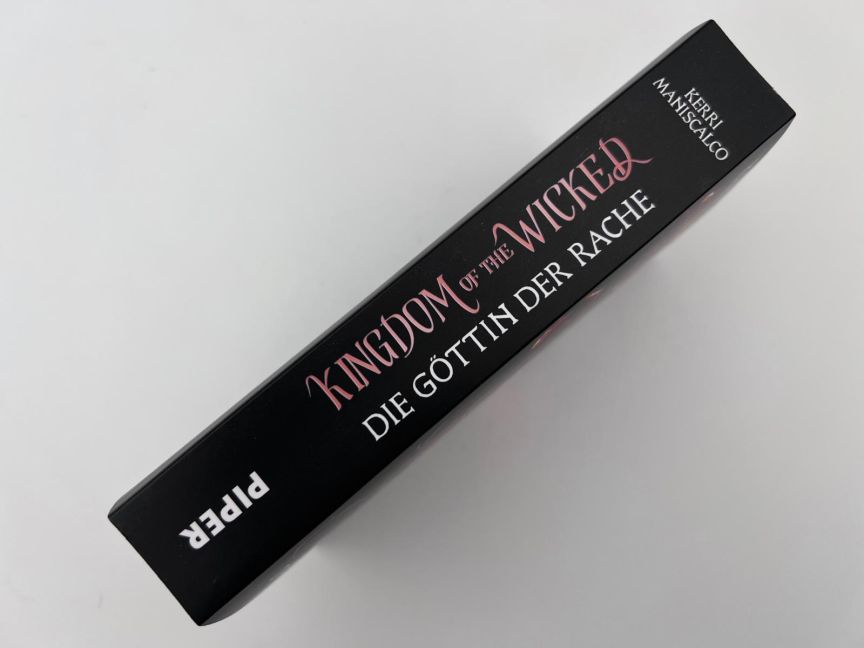 KERRI
MANISCALCO
KINGDOM OF THE WICKED
DIE GÖTTIN DER RACHE
PIPER